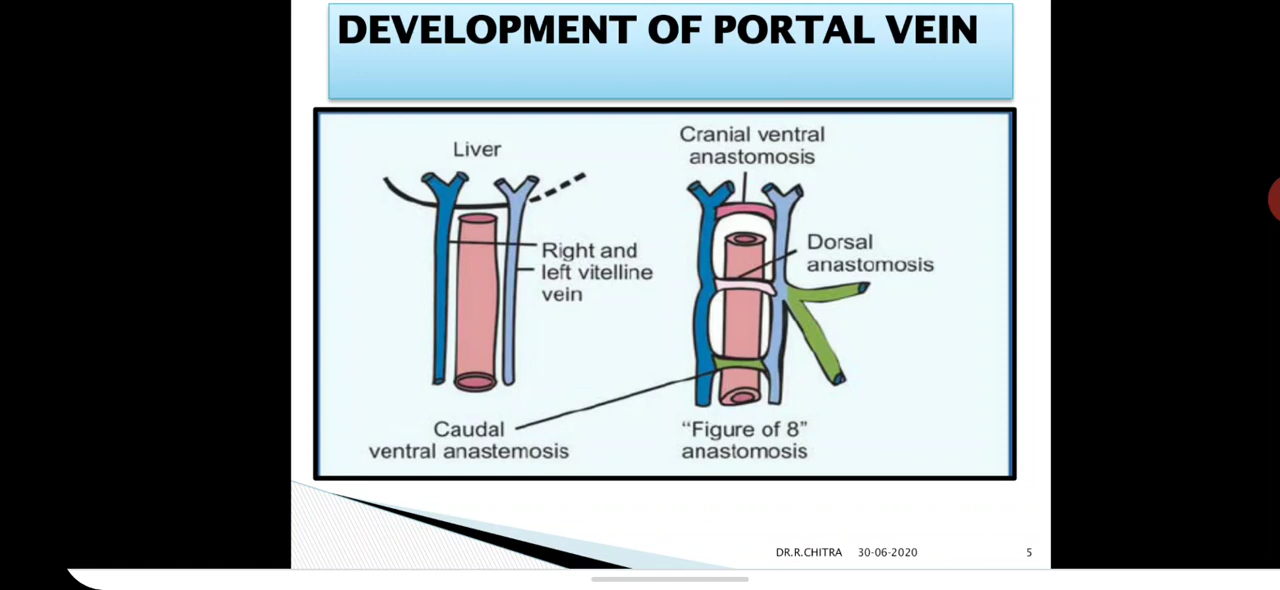 DEVELOPMENT OF PORTAL VEIN
Liver
Right and
left vitelline
vein
Caudal
ventral anastemosis
Cranial ventral
anastomosis
Dorsal
anastomosis
“Figure of 8”
anastomosis
DR.R.CHITRA 30-06-2020 5